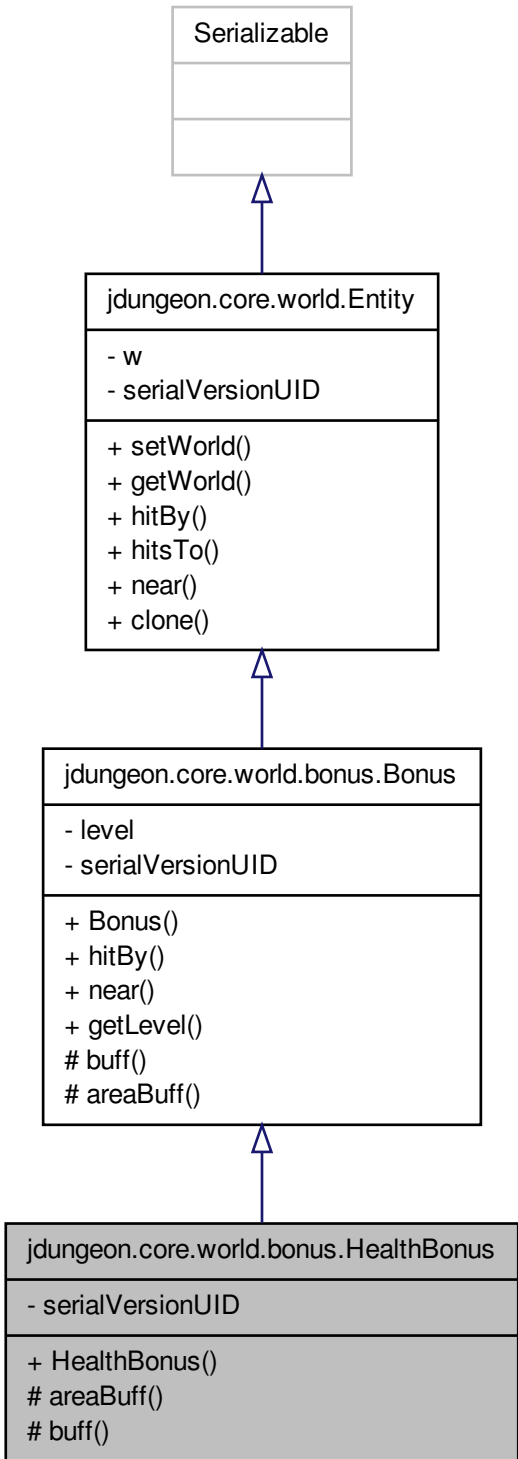 Serializable
jdungeon.core.world.Entity
- w
- serialVersionUID
+ setWorld()
+ getWorld()
+ hitBy()
+ hitsTo()
+ near()
+ clone()
jdungeon.core.world.bonus.Bonus
- level
- serialVersionUID
+ Bonus()
+ hitBy()
+ near()
+ getLevel()
# buff()
# areaBuff()
jdungeon.core.world.bonus.HealthBonus
- serialVersionUID
+ HealthBonus()
# areaBuff()
# buff()